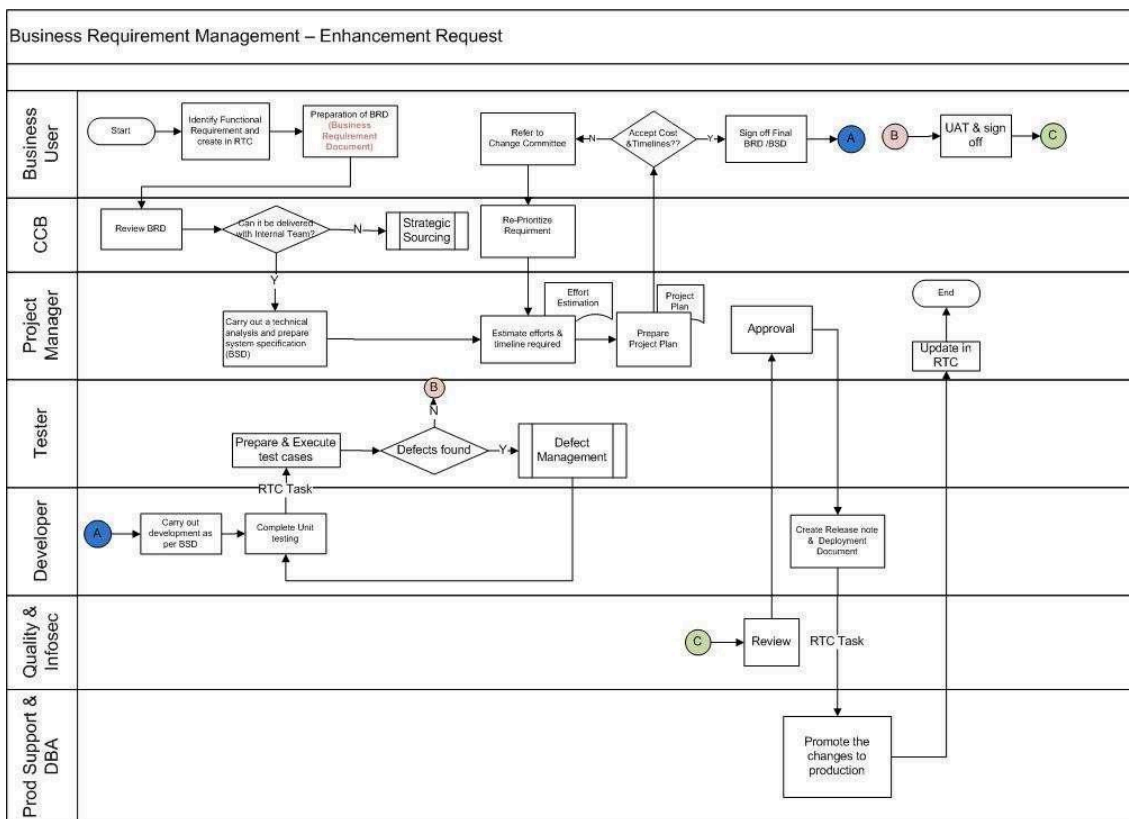 Business Requirement Management – Enhancement Request
Business
User
Start
Identify Functional
Requirement and
create in RTC
Preparation of BRD
(Business
Requirement
Document)
Refer to
Change Committee
N
Accept Cost
&Timelines??
Y
Sign off Final
BRD /BSD
A
B
UAT & sign
off
C
CCB
Review BRD
Can it be delivered
with Internal Team?
N
Strategic
Sourcing
Re-Prioritize
Requirment
Y
Project
Manager
Carry out a technical
analysis and prepare
system specification
(BSD)
Effort
Estimation
Estimate efforts &
timeline required
Project
Plan
Prepare
Project Plan
Approval
End
Update in
RTC
Tester
B
N
Prepare & Execute
test cases
Defects found
Y
Defect
Management
RTC Task
Developer
A
Carry out
development as
per BSD
Complete Unit
testing
Create Release note
& Deployment
Document
Quality &
Infosec
C
Review
RTC Task
Prod Support &
DBA
Promote the
changes to
production